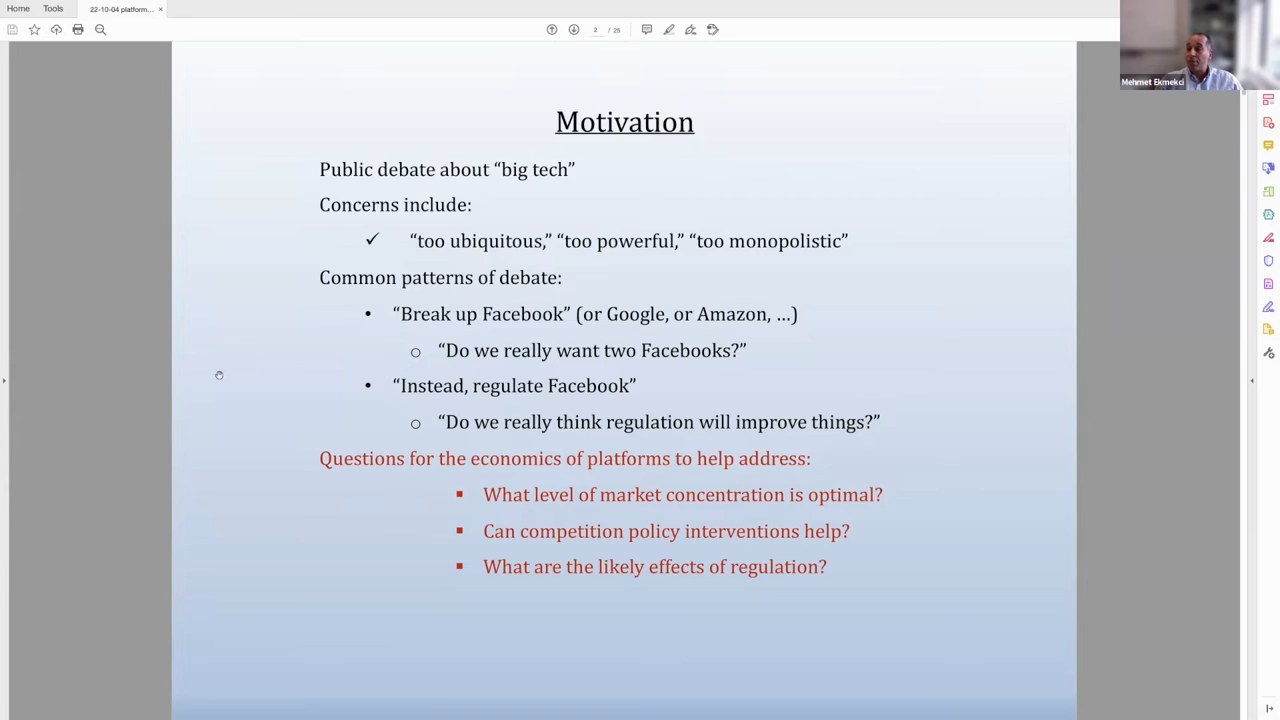 Home Tools 22-10-04 platform... ×
2 / 25
Mehmet Ekmekci
Motivation
Public debate about “big tech”
Concerns include:
✓ “too ubiquitous,” “too powerful,” “too monopolistic”
Common patterns of debate:
• “Break up Facebook” (or Google, or Amazon, …)
o “Do we really want two Facebooks?”
• “Instead, regulate Facebook”
o “Do we really think regulation will improve things?”
Questions for the economics of platforms to help address:
▪ What level of market concentration is optimal?
▪ Can competition policy interventions help?
▪ What are the likely effects of regulation?